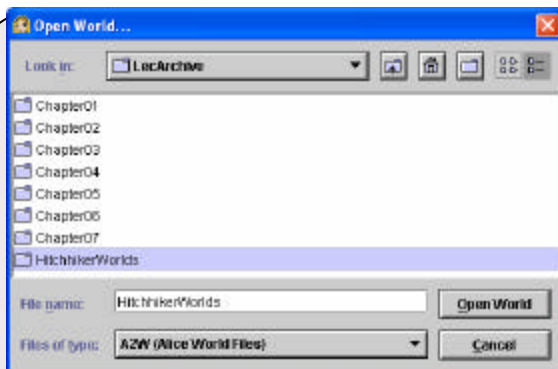 Open World...
Look in: LecArchive
Chapter01
Chapter02
Chapter03
Chapter04
Chapter05
Chapter06
Chapter07
HitchhikerWorlds
File name: HitchhikerWorlds Open World
Files of type: A2W (Alice World Files) Cancel